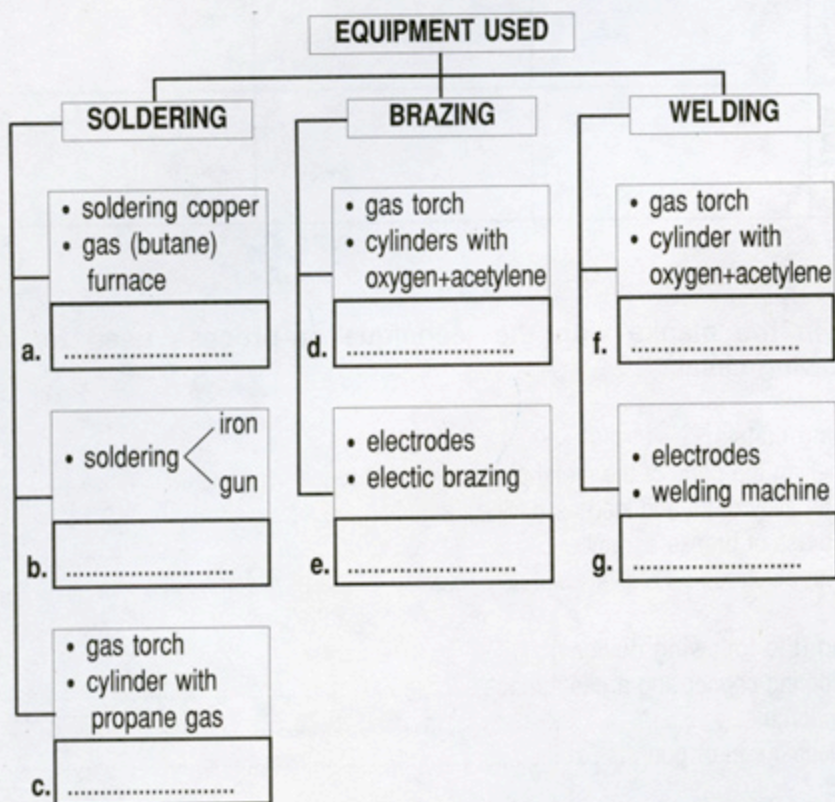 EQUIPMENT USED
SOLDERING
• soldering copper
• gas (butane)
furnace
a. ..............................
• soldering
iron
gun
b. ..............................
• gas torch
• cylinder with
propane gas
c. ..............................
BRAZING
• gas torch
• cylinders with
oxygen+acetylene
d. ..............................
• electrodes
• electic brazing
e. ..............................
WELDING
• gas torch
• cylinder with
oxygen+acetylene
f. ..............................
• electrodes
• welding machine
g. ..............................